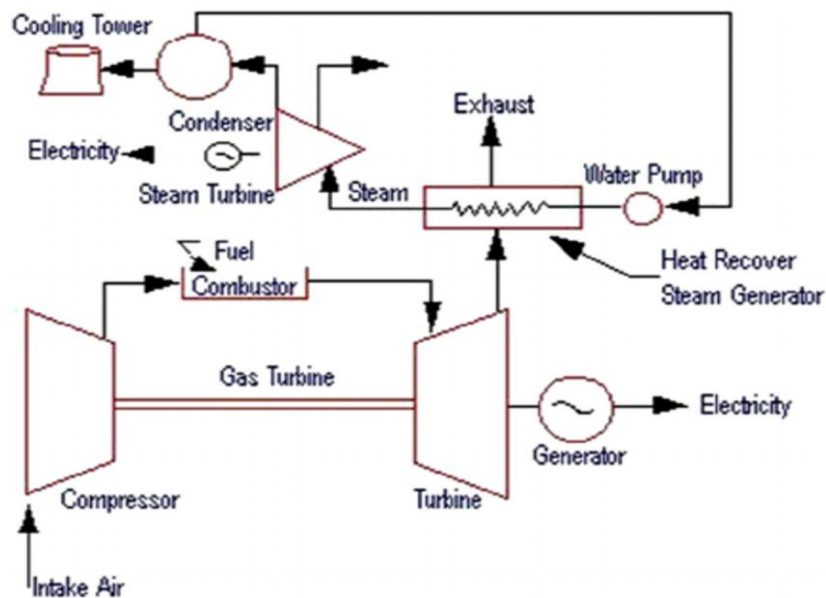 Cooling Tower
Condenser
Exhaust
Electricity
Water Pump
Steam Turbine
Steam
Heat Recover
Steam Generator
Fuel
Combustor
Gas Turbine
Electricity
Generator
Compressor
Turbine
Intake Air